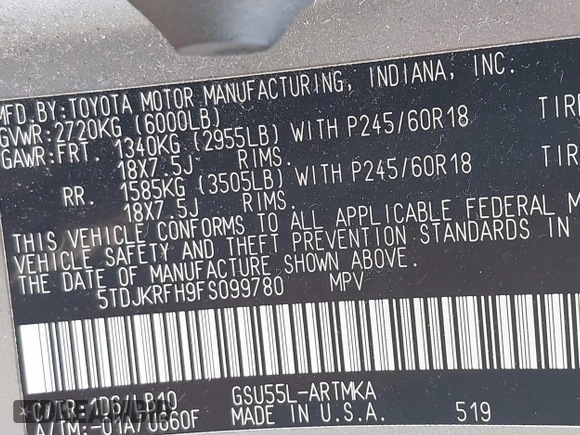 MFD.BY:TOYOTA MOTOR MANUFACTURING, INDIANA, INC.
GVWR:2720KG (6000LB)
GAWR:FRT. 1340KG (2955LB) WITH P245/60R18 TIRE
18X7.5J RIMS.
RR. 1585KG (3505LB) WITH P245/60R18 TIRE
18X7.5J RIMS.
THIS VEHICLE CONFORMS TO ALL APPLICABLE FEDERAL M
VEHICLE SAFETY AND THEFT PREVENTION STANDARDS IN
THE DATE OF MANUFACTURE SHOWN ABOVE.
5TDJKRFH9FS099780 MPV
GSU55L-ARTMKA
MADE IN U.S.A. 519